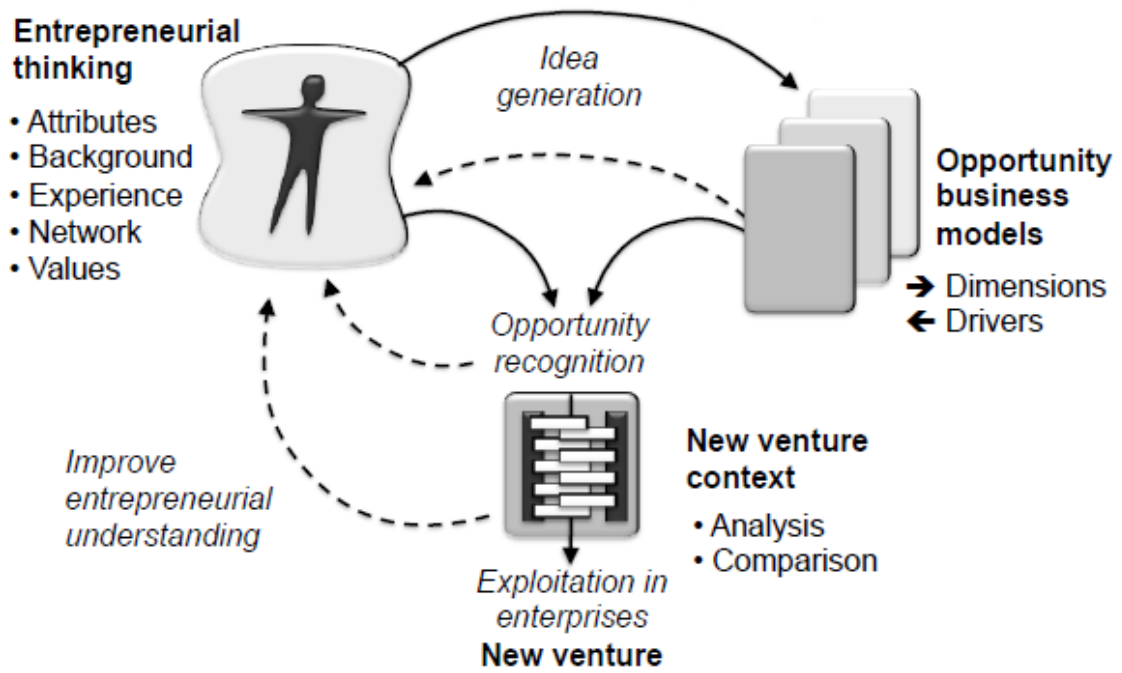 Entrepreneurial
thinking
• Attributes
• Background
• Experience
• Network
• Values
Idea
generation
Opportunity
business
models
➔ Dimensions
🡰 Drivers
Opportunity
recognition
Improve
entrepreneurial
understanding
New venture
context
• Analysis
• Comparison
Exploitation in
enterprises
New venture